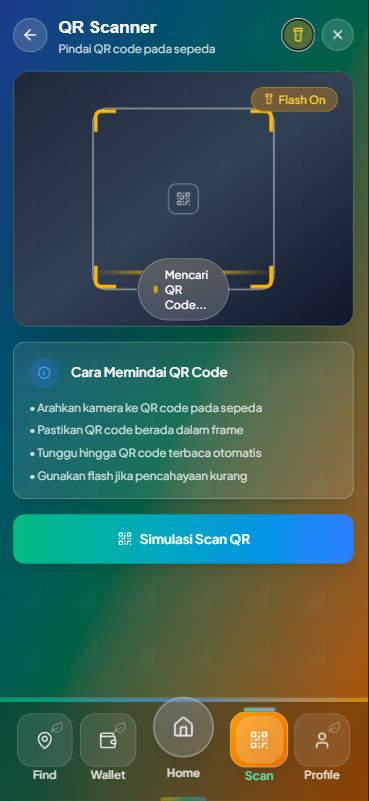 QR Scanner
Pindai QR code pada sepeda
Flash On
Mencari
QR
Code...
Cara Memindai QR Code
• Arahkan kamera ke QR code pada sepeda
• Pastikan QR code berada dalam frame
• Tunggu hingga QR code terbaca otomatis
• Gunakan flash jika pencahayaan kurang
Simulasi Scan QR
Find
Wallet
Home
Scan
Profile